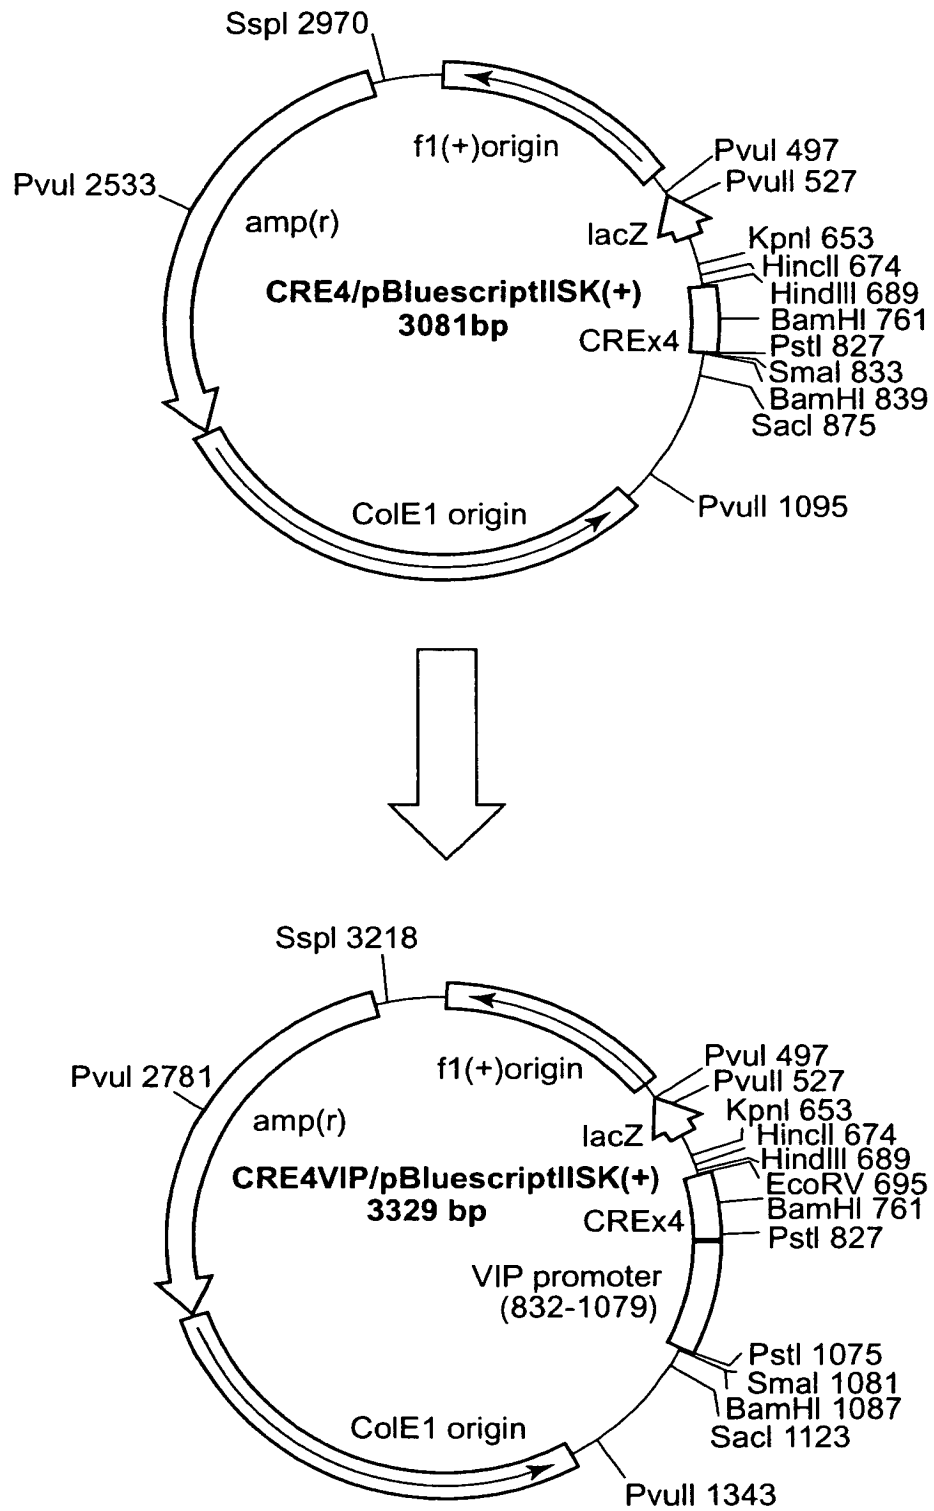 SspI 2970
f1(+)origin
PvuI 497
PvuII 527
PvuI 2533
amp(r)
lacZ
KpnI 653
HincII 674
HindIII 689
CRE4/pBluescriptIISK(+)
3081bp
BamHI 761
CREx4
PstI 827
SmaI 833
BamHI 839
SacI 875
ColE1 origin
PvuII 1095
SspI 3218
f1(+)origin
PvuI 497
PvuII 527
PvuI 2781
amp(r)
lacZ
KpnI 653
HincII 674
HindIII 689
CRE4VIP/pBluescriptIISK(+)
3329 bp
EcoRV 695
BamHI 761
CREx4
PstI 827
VIP promoter
(832-1079)
PstI 1075
SmaI 1081
BamHI 1087
SacI 1123
ColE1 origin
PvuII 1343